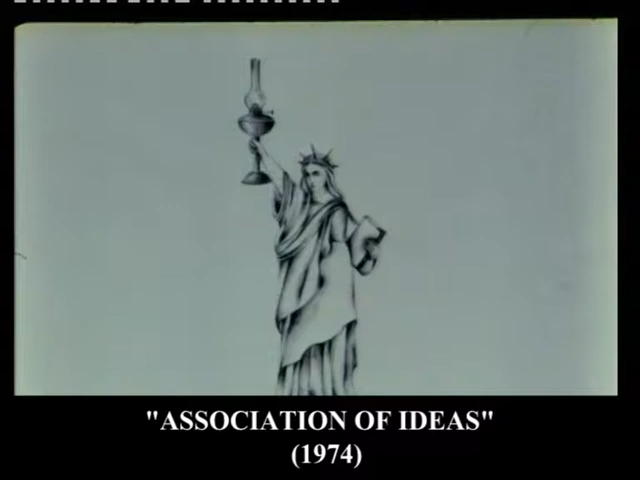 "ASSOCIATION OF IDEAS"
(1974)